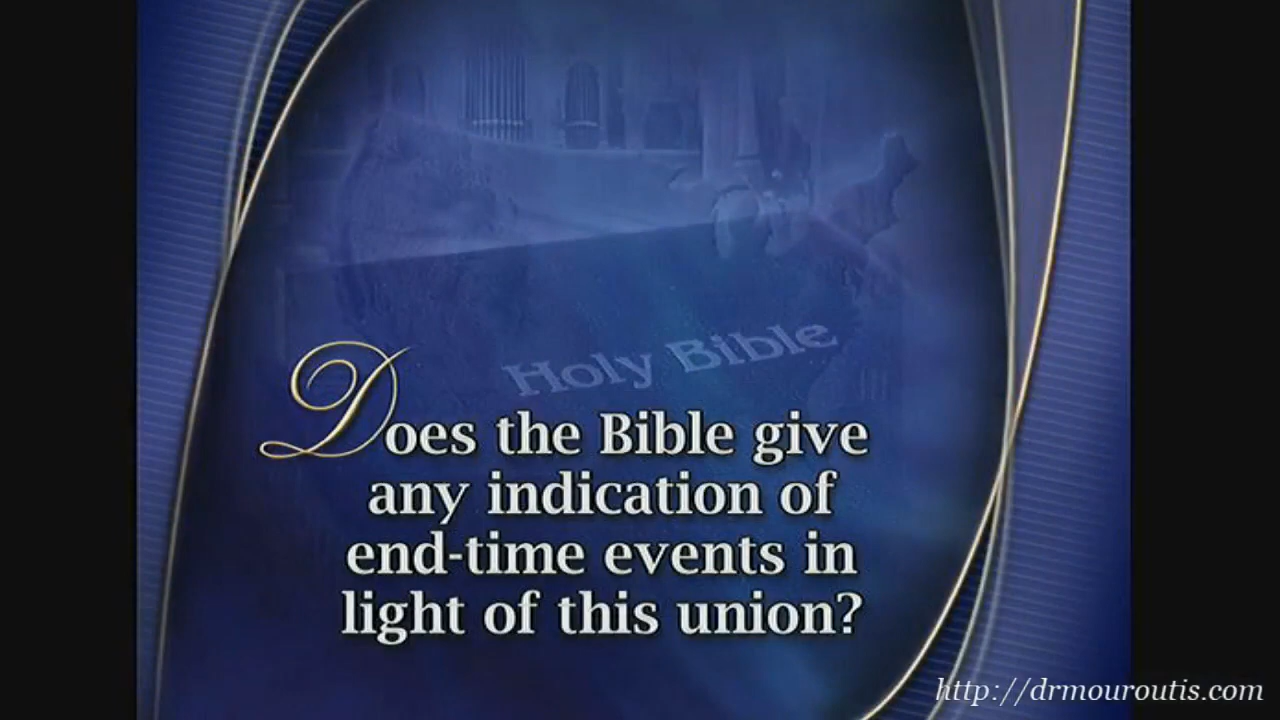 Holy Bible
Does the Bible give
any indication of
end-time events in
light of this union?
http://drmouroutis.com